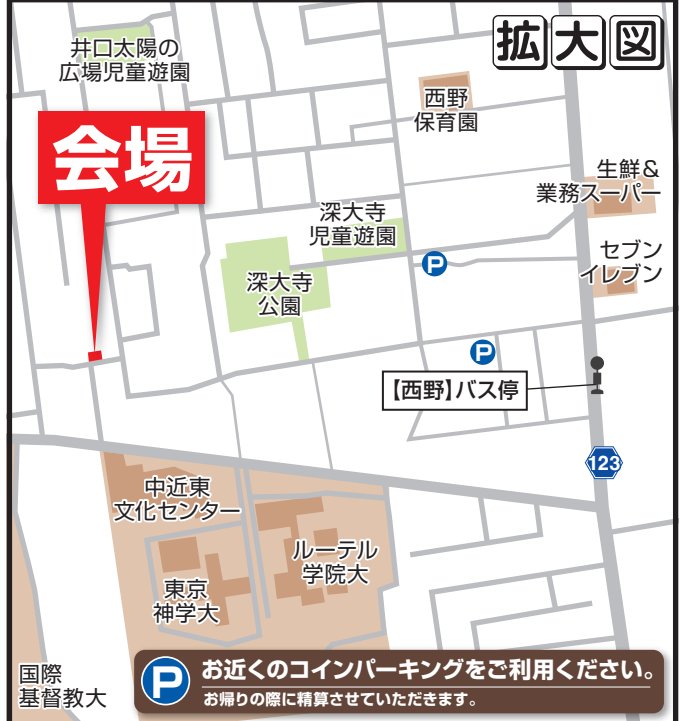 拡大図
井口太陽の
広場児童遊園
西野
保育園
会場
生鮮&
業務スーパー
深大寺
児童遊園
セブン
イレブン
P
深大寺
公園
P
【西野】バス停
123
中近東
文化センター
ルーテル
学院大
東京
神学大
国際
基督教大
P
お近くのコインパーキングをご利用ください。
お帰りの際に精算させていただきます。